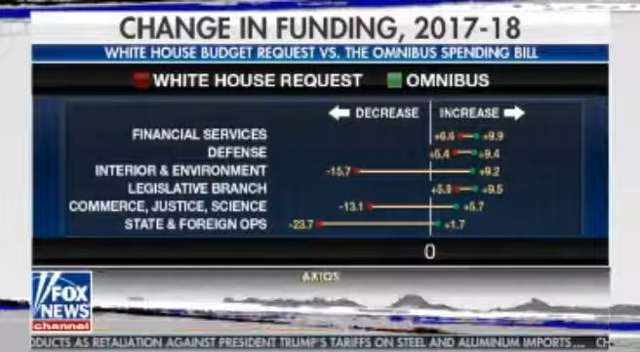 CHANGE IN FUNDING, 2017-18
WHITE HOUSE BUDGET REQUEST VS. THE OMNIBUS SPENDING BILL
WHITE HOUSE REQUEST OMNIBUS
DECREASE INCREASE
FINANCIAL SERVICES +6.6 +9.9
DEFENSE +5.4 +9.4
INTERIOR & ENVIRONMENT -15.7 +9.2
LEGISLATIVE BRANCH +5.9 +9.5
COMMERCE, JUSTICE, SCIENCE -13.1 +5.7
STATE & FOREIGN OPS -23.7 +1.7
0
AXIOS
FOX
NEWS
channel
ODUCTS AS RETALIATION AGAINST PRESIDENT TRUMP'S TARIFFS ON STEEL AND ALUMINUM IMPORTS... CH